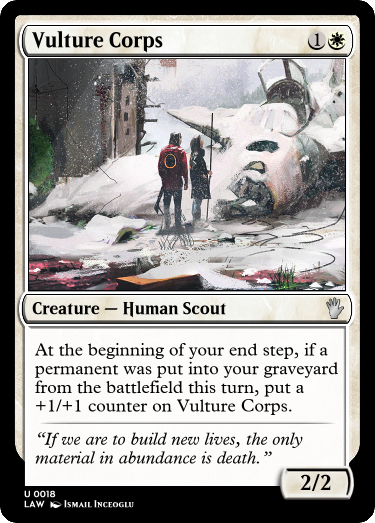 Vulture Corps 1
Creature — Human Scout
At the beginning of your end step, if a
permanent was put into your graveyard
from the battlefield this turn, put a
+1/+1 counter on Vulture Corps.
“If we are to build new lives, the only
material in abundance is death.”
2/2
U 0018
LAW Ismail Inceoglu